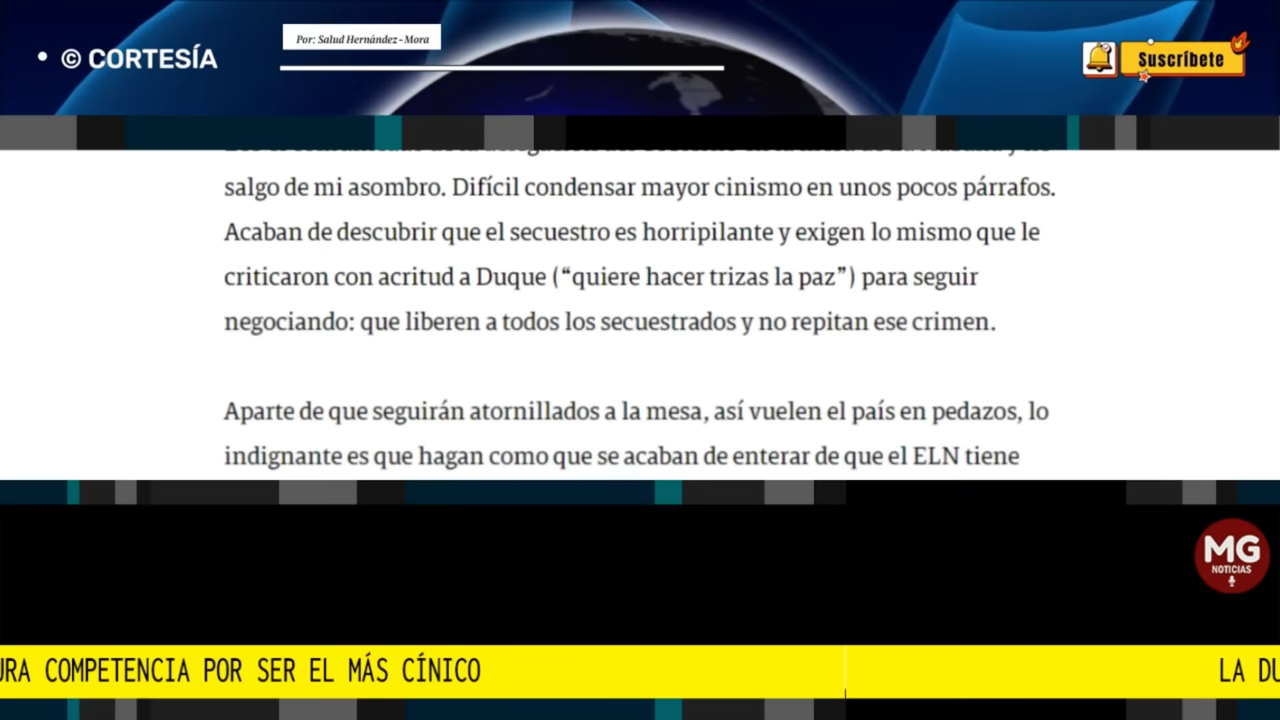 Por: Salud Hernández-Mora
• © CORTESÍA
Suscríbete
salgo de mi asombro. Difícil condensar mayor cinismo en unos pocos párrafos.
Acaban de descubrir que el secuestro es horripilante y exigen lo mismo que le
criticaron con acritud a Duque (“quiere hacer trizas la paz”) para seguir
negociando: que liberen a todos los secuestrados y no repitan ese crimen.
Aparte de que seguirán atornillados a la mesa, así vuelen el país en pedazos, lo
indignante es que hagan como que se acaban de enterar de que el ELN tiene
MG
NOTICIAS
URA COMPETENCIA POR SER EL MÁS CÍNICO
LA DU